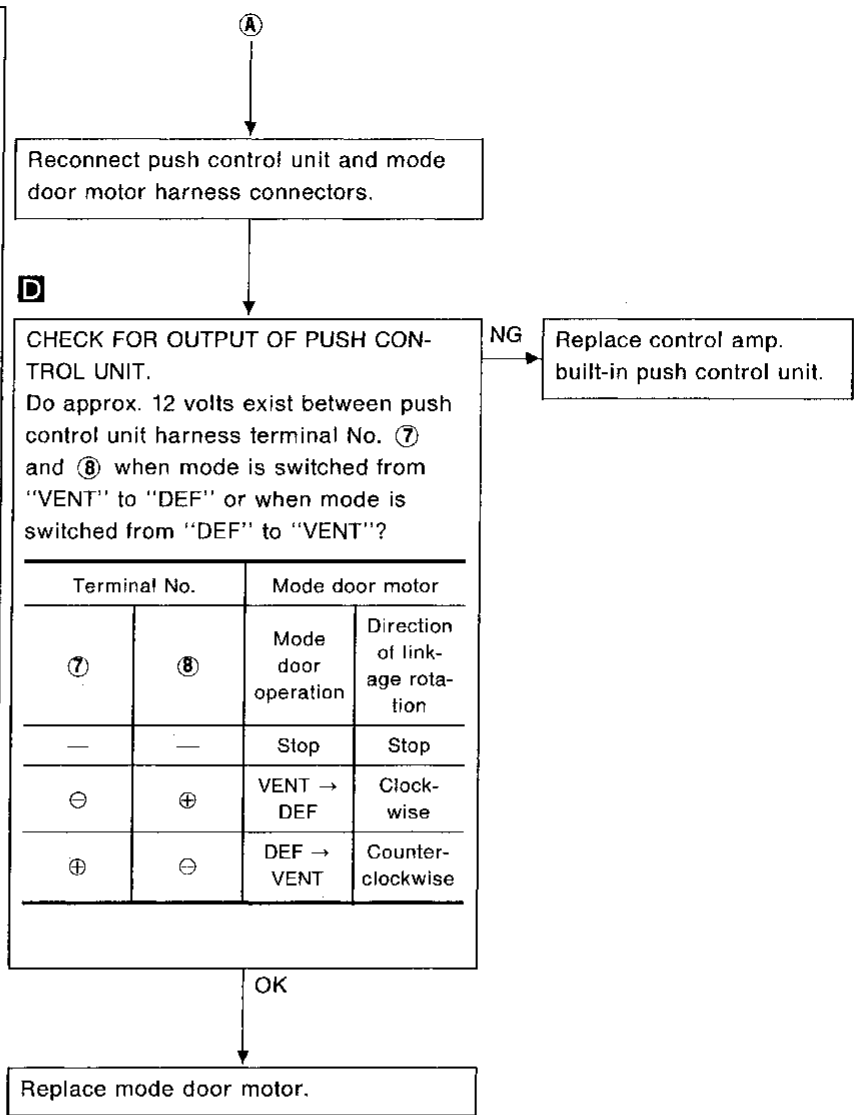 Ⓐ
Reconnect push control unit and mode
door motor harness connectors.
D
CHECK FOR OUTPUT OF PUSH CON-
TROL UNIT.
Do approx. 12 volts exist between push
control unit harness terminal No. ⑦
and ⑧ when mode is switched from
"VENT" to "DEF" or when mode is
switched from "DEF" to "VENT"?
NG
Replace control amp.
built-in push control unit.
Terminal No. Mode door motor
⑦ ⑧
Mode
door
operation
Direction
of link-
age rota-
tion
— — Stop Stop
⊖ ⊕
VENT →
DEF
Clock-
wise
⊕ ⊖
DEF →
VENT
Counter-
clockwise
OK
Replace mode door motor.